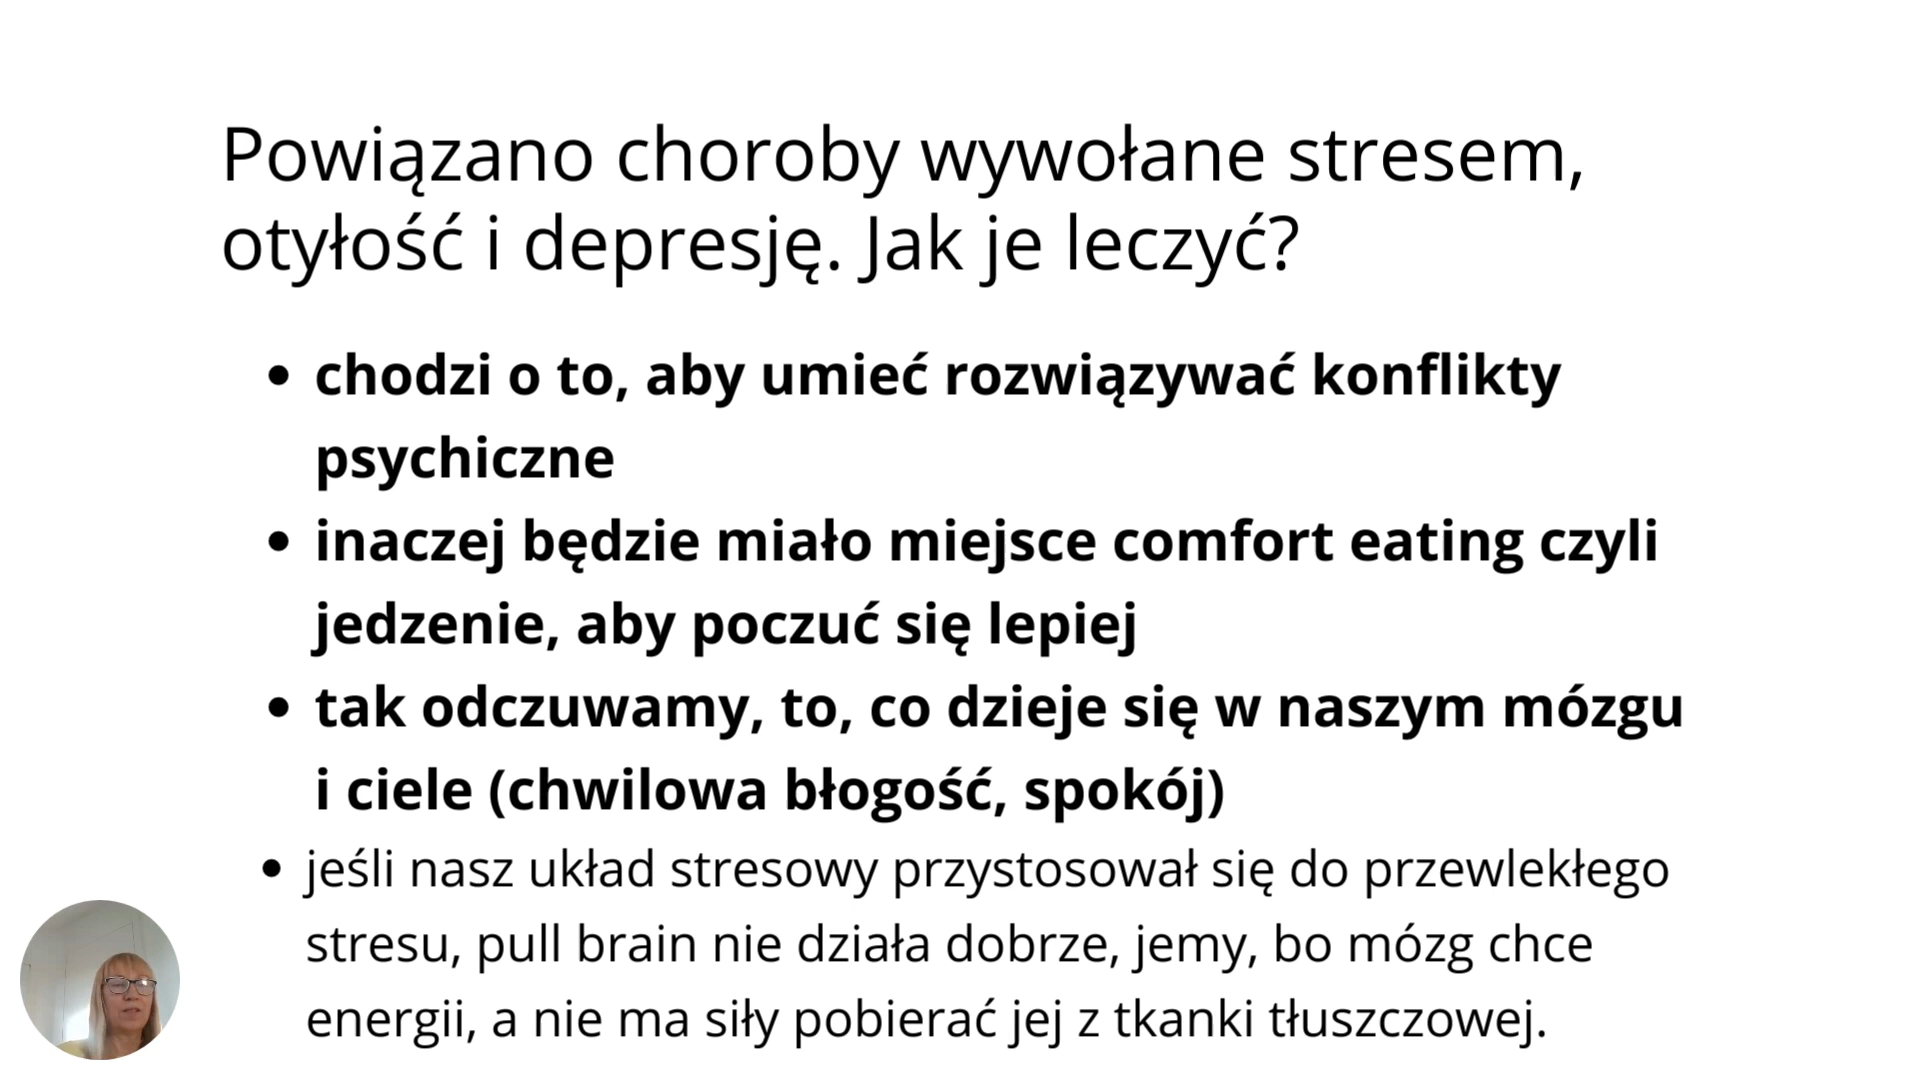 Powiązano choroby wywołane stresem,
otyłość i depresję. Jak je leczyć?
• chodzi o to, aby umieć rozwiązywać konflikty
psychiczne
• inaczej będzie miało miejsce comfort eating czyli
jedzenie, aby poczuć się lepiej
• tak odczuwamy, to, co dzieje się w naszym mózgu
i ciele (chwilowa błogość, spokój)
• jeśli nasz układ stresowy przystosował się do przewlekłego
stresu, pull brain nie działa dobrze, jemy, bo mózg chce
energii, a nie ma siły pobierać jej z tkanki tłuszczowej.